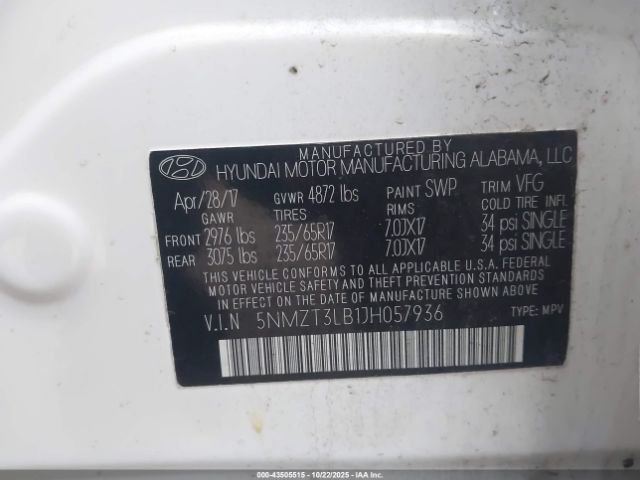 MANUFACTURED BY
HYUNDAI MOTOR MANUFACTURING ALABAMA, LLC
Apr/28/17 GVWR 4872 lbs PAINT SWP TRIM VFG
GAWR TIRES RIMS COLD TIRE INFL.
FRONT 2976 lbs 235/65R17 7.0JX17 34 psi SINGLE
REAR 3075 lbs 235/65R17 7.0JX17 34 psi SINGLE
THIS VEHICLE CONFORMS TO ALL APPLICABLE U.S.A. FEDERAL
MOTOR VEHICLE SAFETY AND THEFT PREVENTION STANDARDS
IN EFFECT ON THE DATE OF MANUFACTURE SHOWN ABOVE.
V.I.N 5NMZT3LB1JH057936 TYPE: MPV
000-43505515 - 10/22/2025 - © IAA Holdings, LLC.